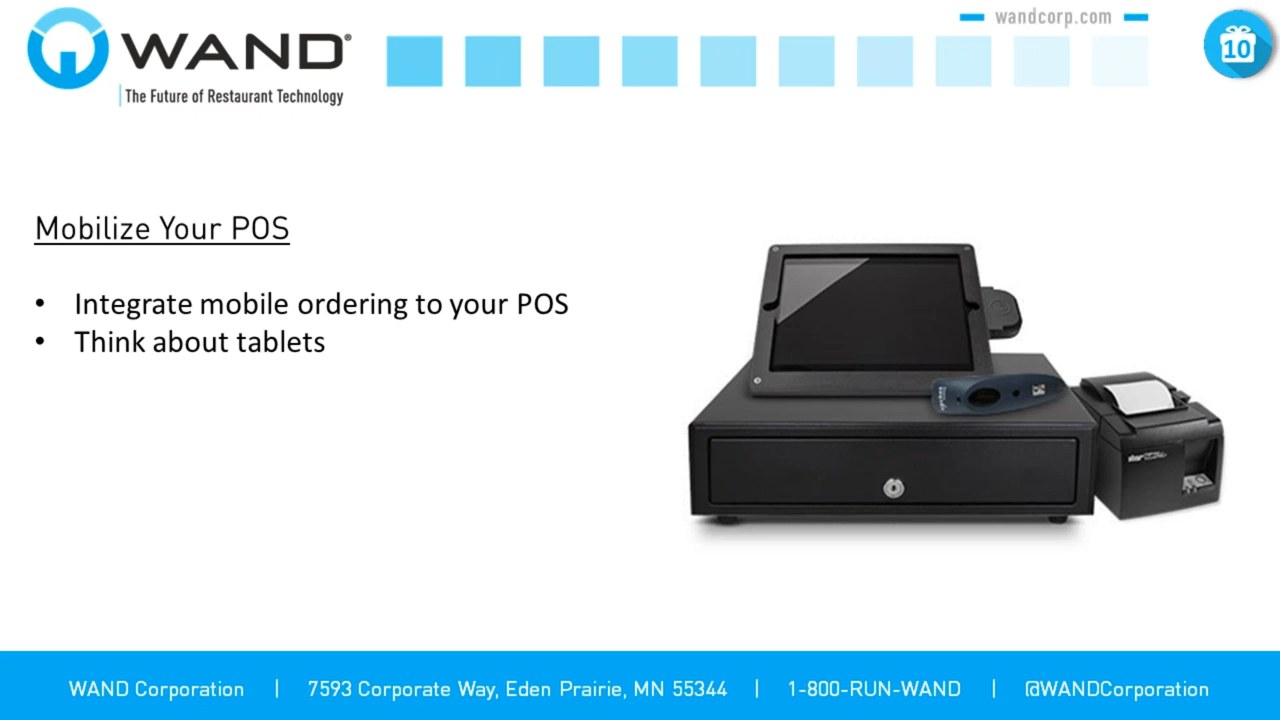 WAND®
The Future of Restaurant Technology
wandcorp.com
10
Mobilize Your POS
• Integrate mobile ordering to your POS
• Think about tablets
star
WAND Corporation | 7593 Corporate Way, Eden Prairie, MN 55344 | 1-800-RUN-WAND | @WANDCorporation